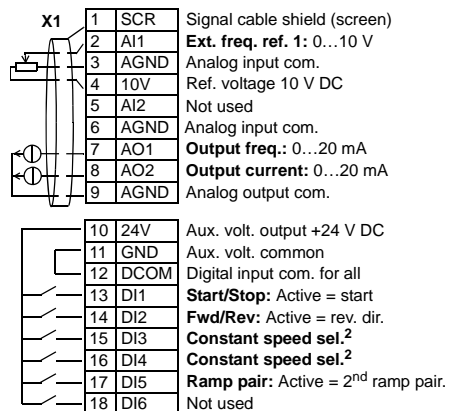 X1
1 SCR Signal cable shield (screen)
2 AI1 Ext. freq. ref. 1: 0…10 V
3 AGND Analog input com.
4 10V Ref. voltage 10 V DC
5 AI2 Not used
6 AGND Analog input com.
7 AO1 Output freq.: 0…20 mA
8 AO2 Output current: 0…20 mA
9 AGND Analog output com.
10 24V Aux. volt. output +24 V DC
11 GND Aux. volt. common
12 DCOM Digital input com. for all
13 DI1 Start/Stop: Active = start
14 DI2 Fwd/Rev: Active = rev. dir.
15 DI3 Constant speed sel.2
16 DI4 Constant speed sel.2
17 DI5 Ramp pair: Active = 2nd ramp pair.
18 DI6 Not used